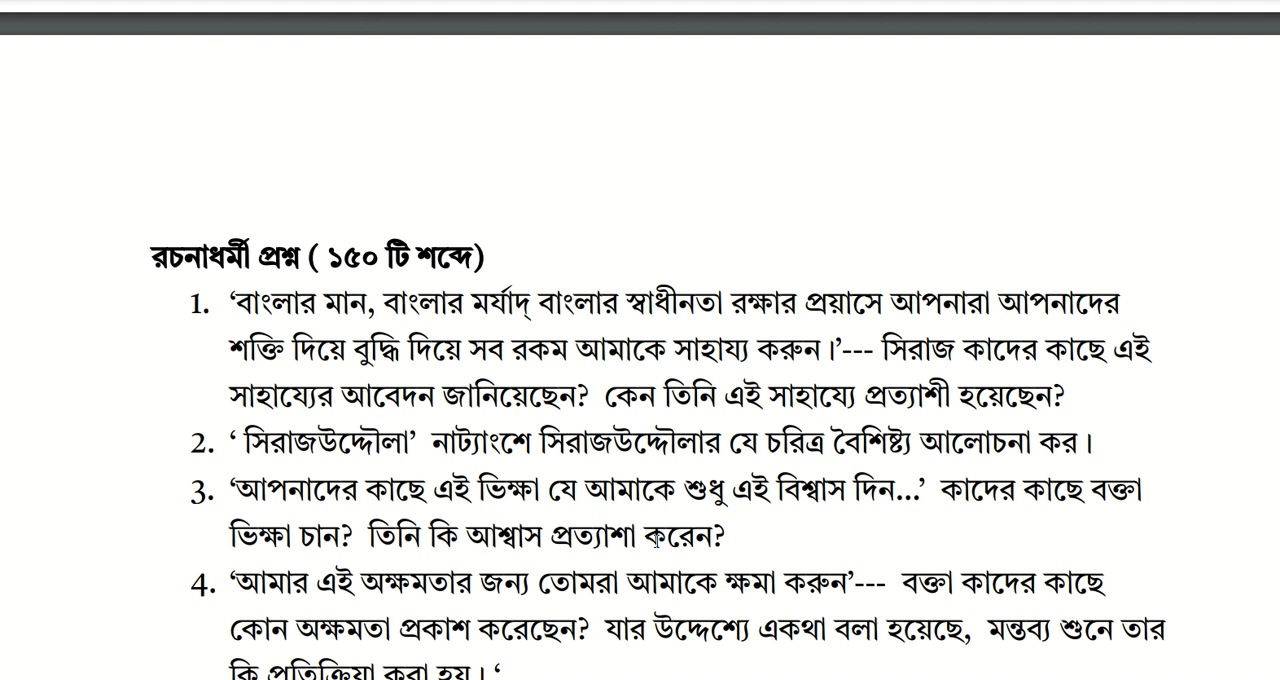 রচনাধর্মী প্রশ্ন ( ১৫০ টি শব্দে)
1. ‘বাংলার মান, বাংলার মর্যাদ্ বাংলার স্বাধীনতা রক্ষার প্রয়াসে আপনারা আপনাদের
শক্তি দিয়ে বুদ্ধি দিয়ে সব রকম আমাকে সাহায্য করুন।’--- সিরাজ কাদের কাছে এই
সাহায্যের আবেদন জানিয়েছেন? কেন তিনি এই সাহায্যে প্রত্যাশী হয়েছেন?
2. ‘ সিরাজউদ্দৌলা’ নাট্যাংশে সিরাজউদ্দৌলার যে চরিত্র বৈশিষ্ট্য আলোচনা কর।
3. ‘আপনাদের কাছে এই ভিক্ষা যে আমাকে শুধু এই বিশ্বাস দিন...’ কাদের কাছে বক্তা
ভিক্ষা চান? তিনি কি আশ্বাস প্রত্যাশা করেন?
4. ‘আমার এই অক্ষমতার জন্য তোমরা আমাকে ক্ষমা করুন’--- বক্তা কাদের কাছে
কোন অক্ষমতা প্রকাশ করেছেন? যার উদ্দেশ্যে একথা বলা হয়েছে, মন্তব্য শুনে তার
কি প্রতিক্রিয়া করা হয়। ‘